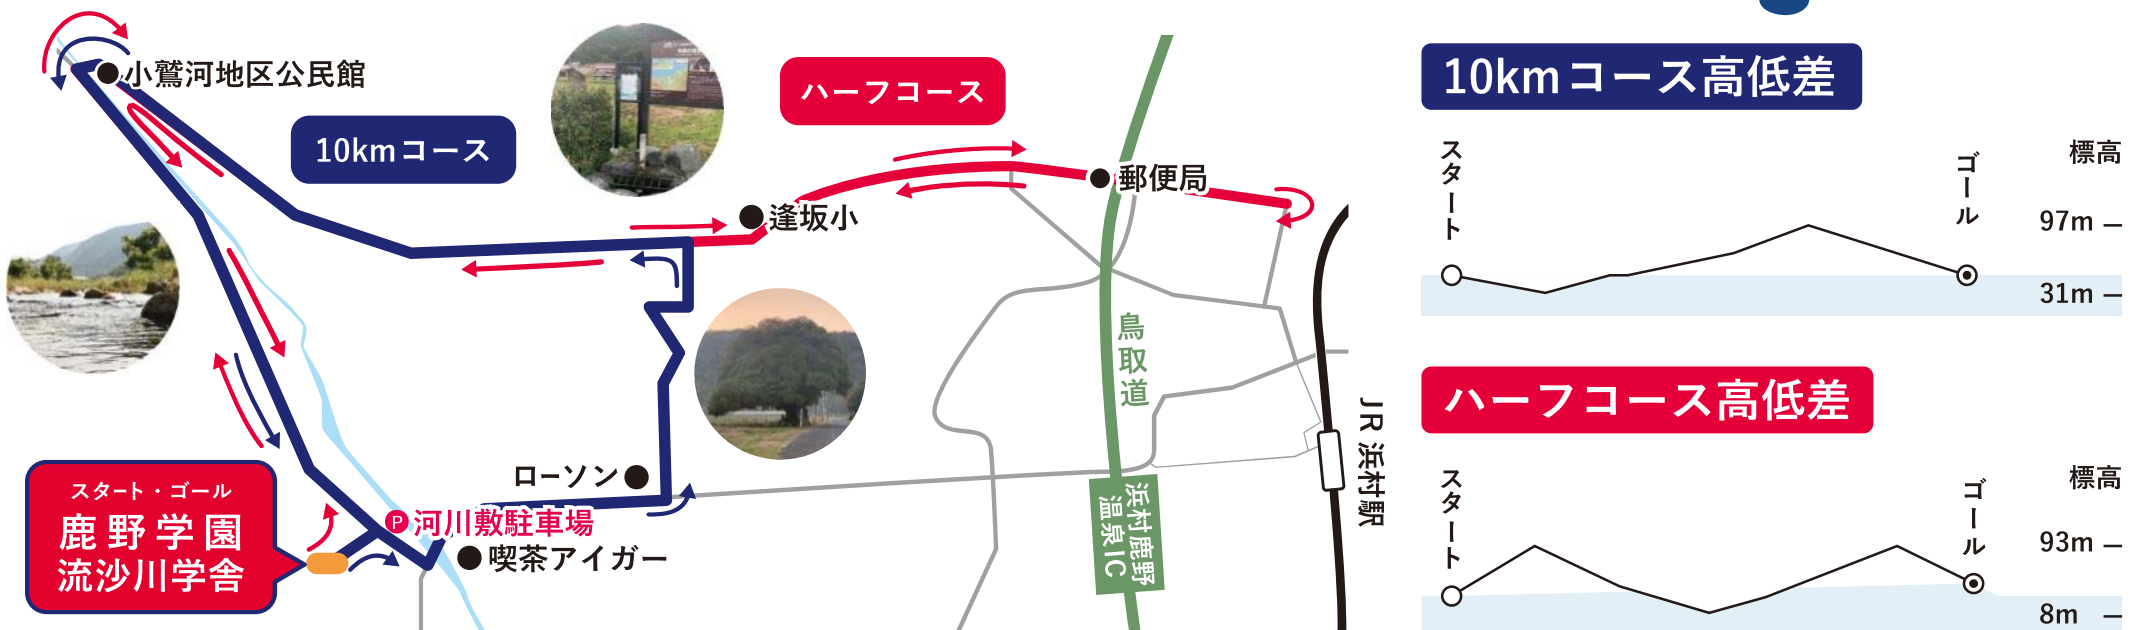 小鷲河地区公民館
10kmコース
ハーフコース
郵便局
逢坂小
鳥取道
ローソン
スタート・ゴール
鹿野学園
流沙川学舎
P 河川敷駐車場
喫茶アイガー
浜村鹿野
温泉IC
JR 浜村駅
10kmコース高低差
スタート
ゴール
標高
97m
31m
ハーフコース高低差
スタート
ゴール
標高
93m
8m